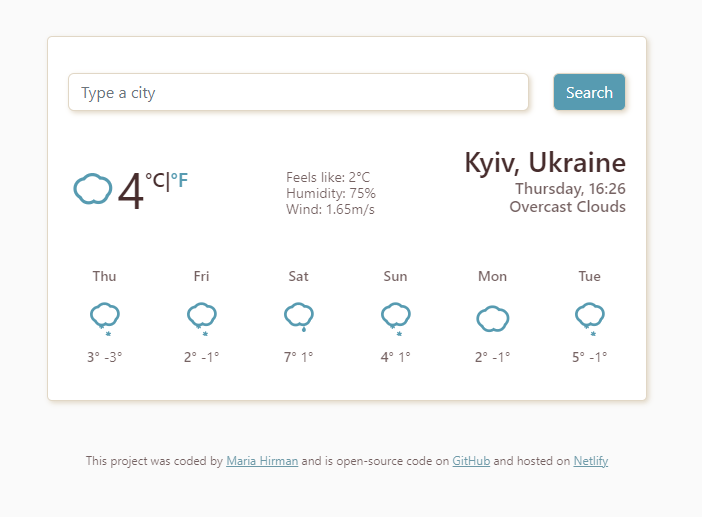 Type a city
Search
4 °C|°F
Feels like: 2°C
Humidity: 75%
Wind: 1.65m/s
Kyiv, Ukraine
Thursday, 16:26
Overcast Clouds
Thu Fri Sat Sun Mon Tue
3° -3° 2° -1° 7° 1° 4° 1° 2° -1° 5° -1°
This project was coded by Maria Hirman and is open-source code on GitHub and hosted on Netlify